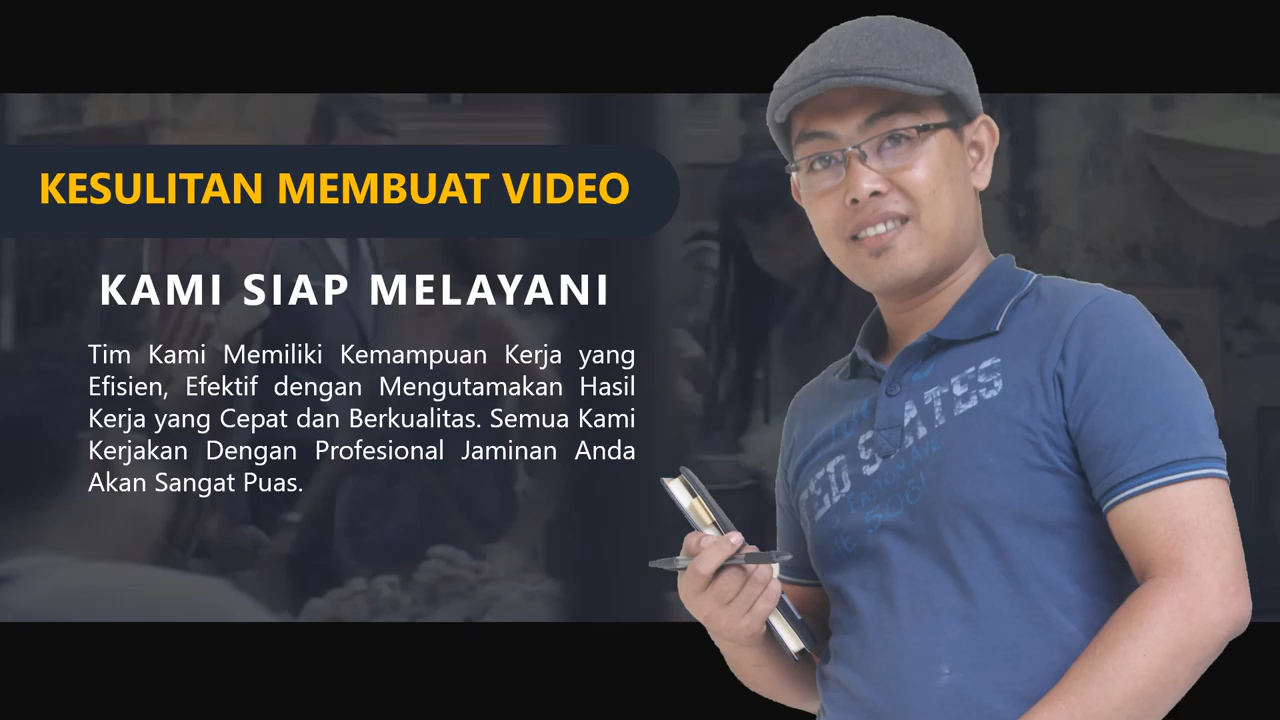 KESULITAN MEMBUAT VIDEO
KAMI SIAP MELAYANI
Tim Kami Memiliki Kemampuan Kerja yang
Efisien, Efektif dengan Mengutamakan Hasil
Kerja yang Cepat dan Berkualitas. Semua Kami
Kerjakan Dengan Profesional Jaminan Anda
Akan Sangat Puas.